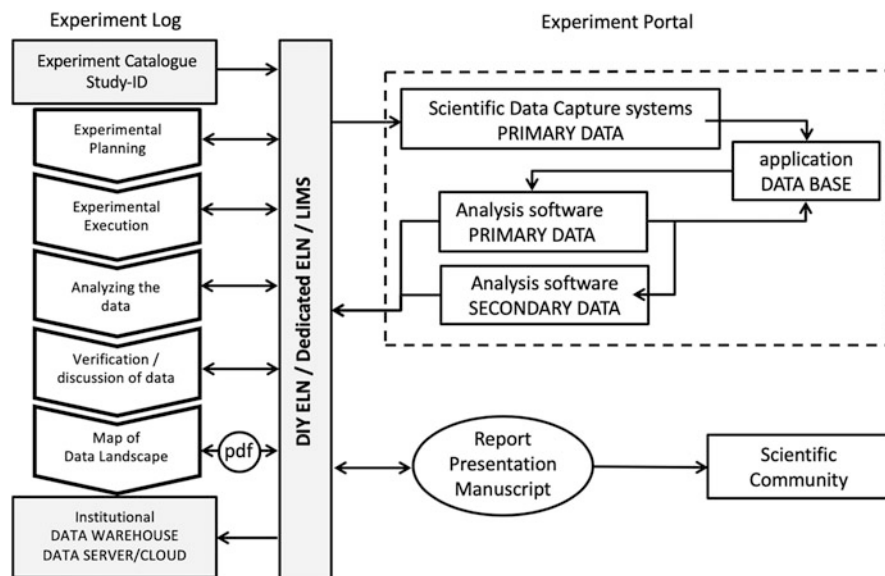 Experiment Log
Experiment Portal
Experiment Catalogue
Study-ID
Experimental
Planning
Experimental
Execution
Analyzing the
data
Verification /
discussion of data
Map of
Data Landscape
pdf
Institutional
DATA WAREHOUSE
DATA SERVER/CLOUD
DIY ELN / Dedicated ELN / LIMS
Scientific Data Capture systems
PRIMARY DATA
application
DATA BASE
Analysis software
PRIMARY DATA
Analysis software
SECONDARY DATA
Report
Presentation
Manuscript
Scientific
Community